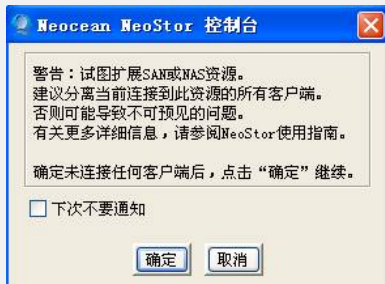 Neocean NeoStor 控制台
警告：试图扩展SAN或NAS资源。
建议分离当前连接到此资源的所有客户端。
否则可能导致不可预见的问题。
有关更多详细信息，请参阅NeoStor使用指南。
确定未连接任何客户端后，点击“确定”继续。
下次不要通知
确定 取消